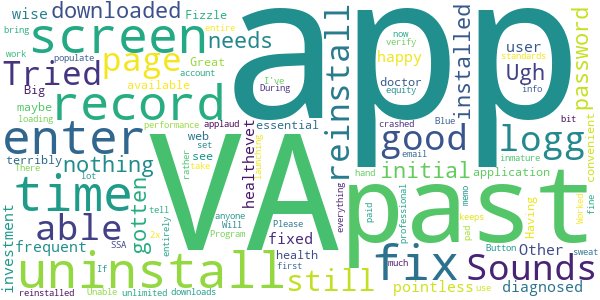 wise downloaded
Fizzle
bring entire
screen
needs
app
installed
now
verify
user
standards
password
work populate
Tried page
Great
account
happy
Ugh
Big available
I've
During
doctor
equity
info
maybe
loading
record
reinstall
performance applaud
essential
crashed
Blue
bit
convenient
enter
web
set
good
email
logg
inmature
terribly
There nothing
rather
see
healthevet
launching
VA
initial
hand application
time
lot
take
past
everything
paid
professional
memo
pad
keeps
Having
Worked
fine
able
gotten
2x
tell
entirely
anyone
Will
Program
Please
fixed
fix
Button Other
sweat
investment
frequent SSA
If
uninstall
health
first
still
much
Sounds
pointless use
reinstalled
Unable unlimited downloads
diagnosed